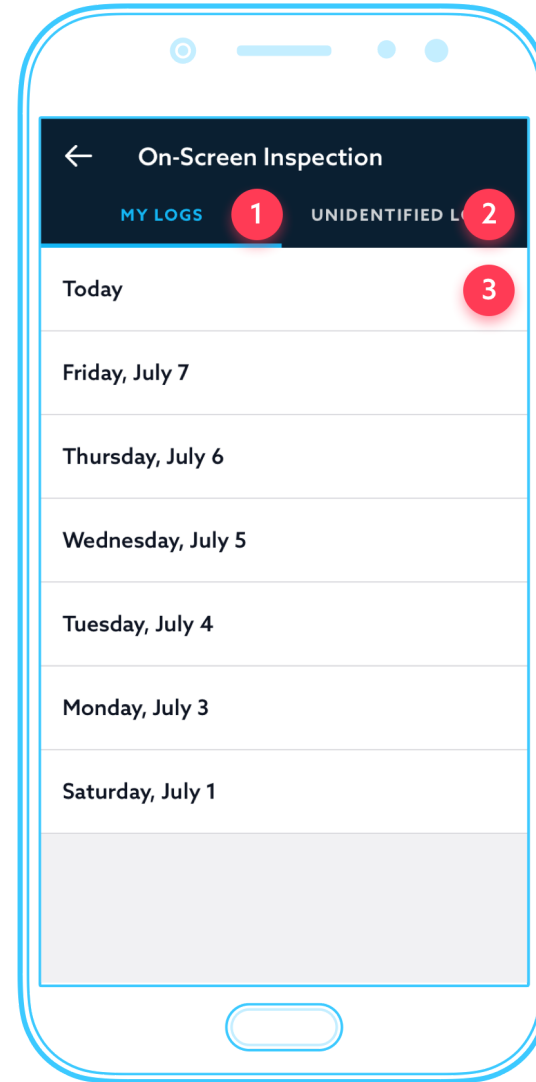 On-Screen Inspection
MY LOGS 1 UNIDENTIFIED L 2
Today 3
Friday, July 7
Thursday, July 6
Wednesday, July 5
Tuesday, July 4
Monday, July 3
Saturday, July 1